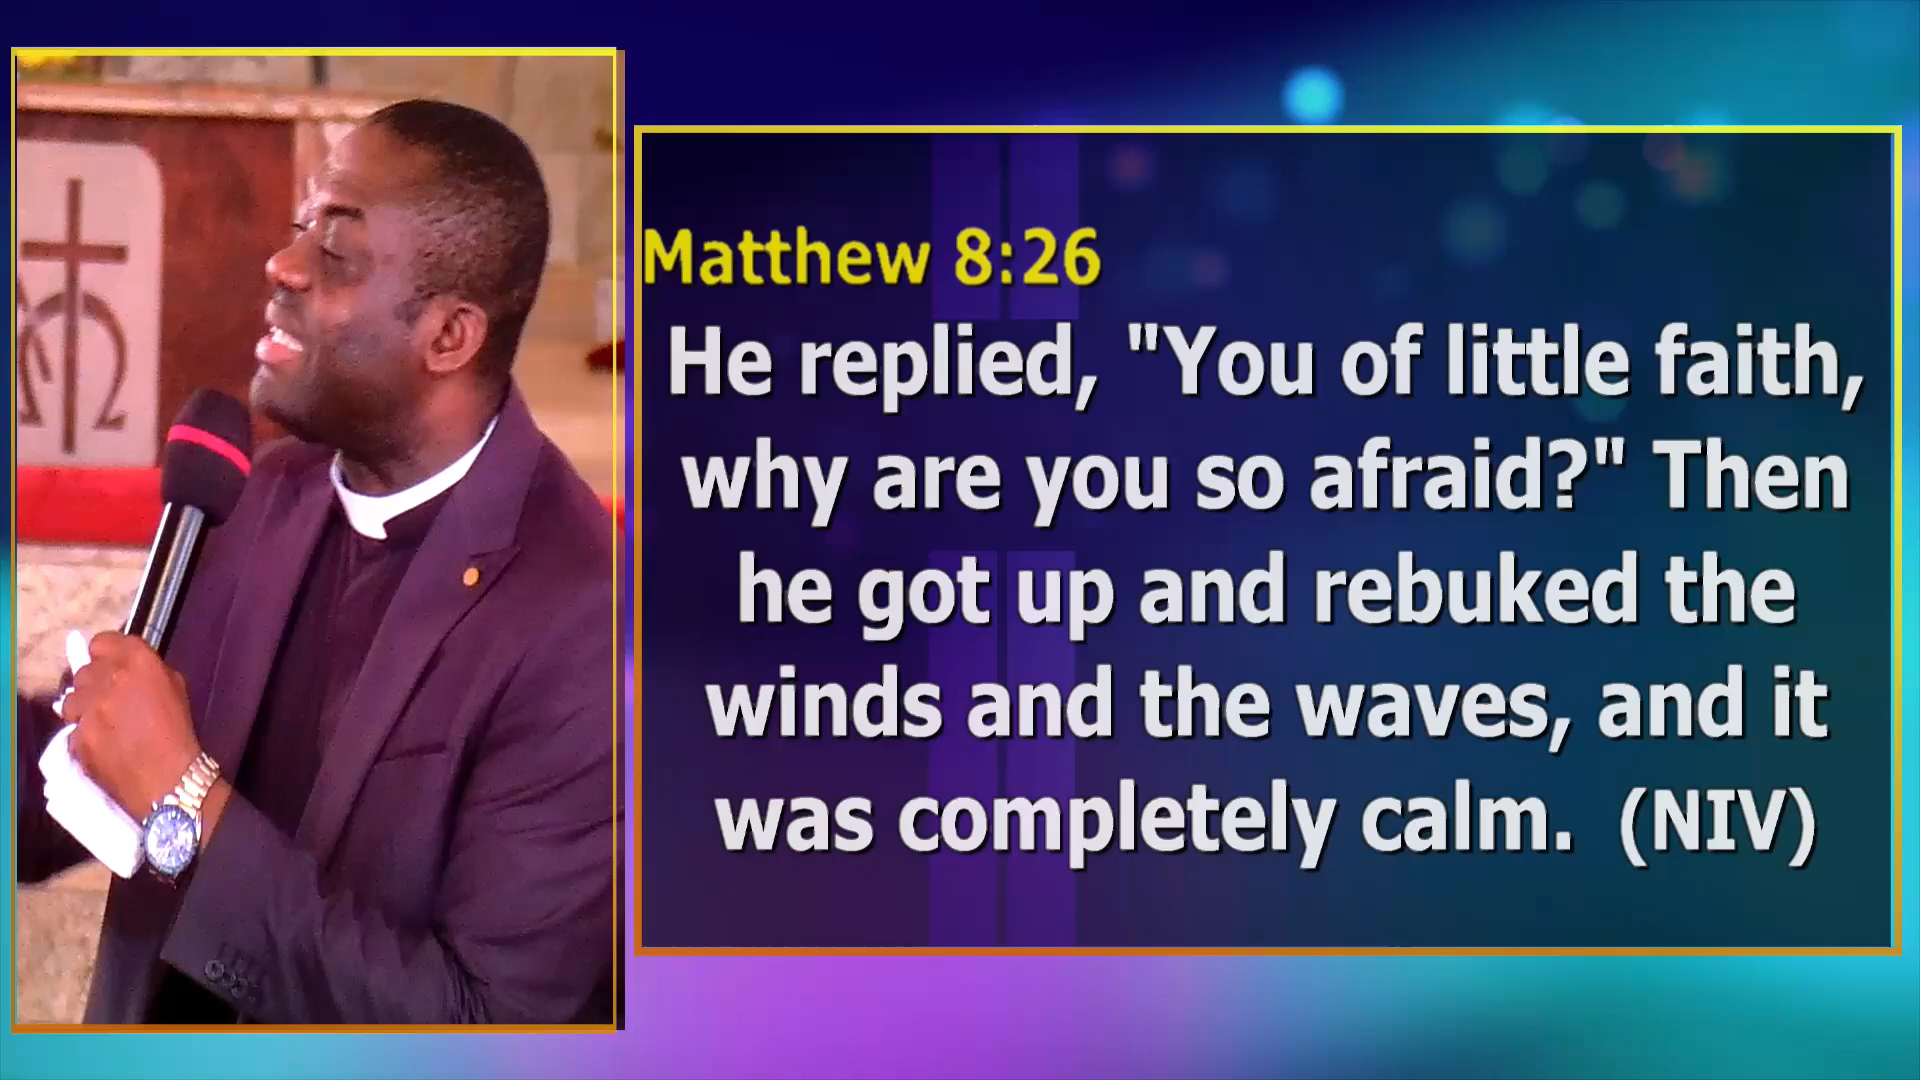 Matthew 8:26
He replied, "You of little faith,
why are you so afraid?" Then
he got up and rebuked the
winds and the waves, and it
was completely calm. (NIV)